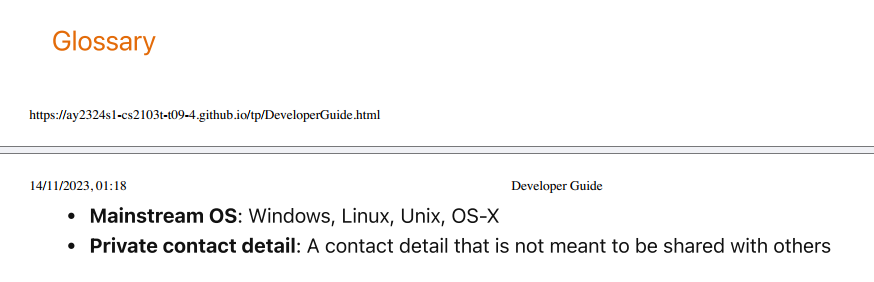 Glossary
https://ay2324s1-cs2103t-t09-4.github.io/tp/DeveloperGuide.html
14/11/2023, 01:18 Developer Guide
• Mainstream OS: Windows, Linux, Unix, OS-X
• Private contact detail: A contact detail that is not meant to be shared with others